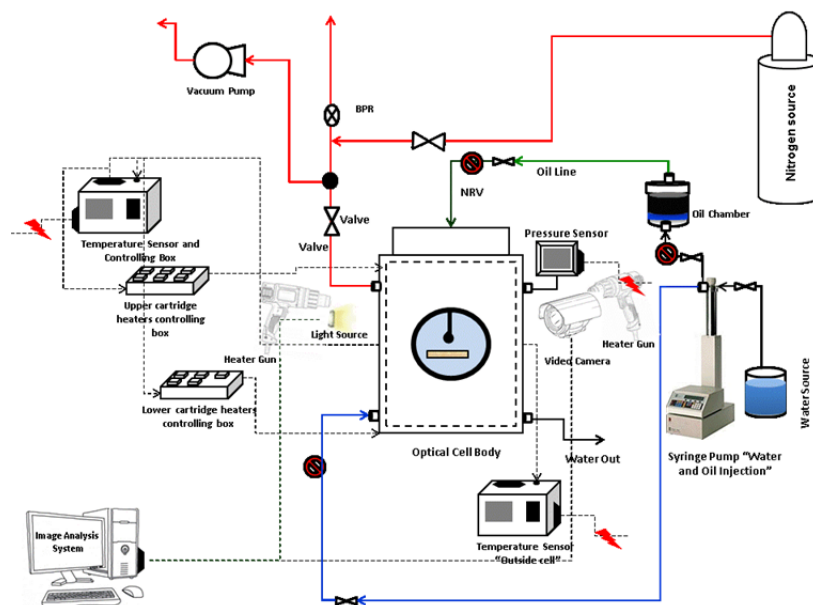 Vacuum Pump
BPR
Nitrogen source
NRV
Oil Line
Oil Chamber
Valve
Valve
Temperature Sensor and
Controlling Box
Pressure Sensor
Upper cartridge
heaters controlling
box
Light Source
Heater Gun
Video Camera
Heater Gun
Water Source
Lower cartridge heaters
controlling box
Optical Cell Body
Water Out
Syringe Pump "Water
and Oil Injection"
Image Analysis
System
Temperature Sensor
"Outside cell"